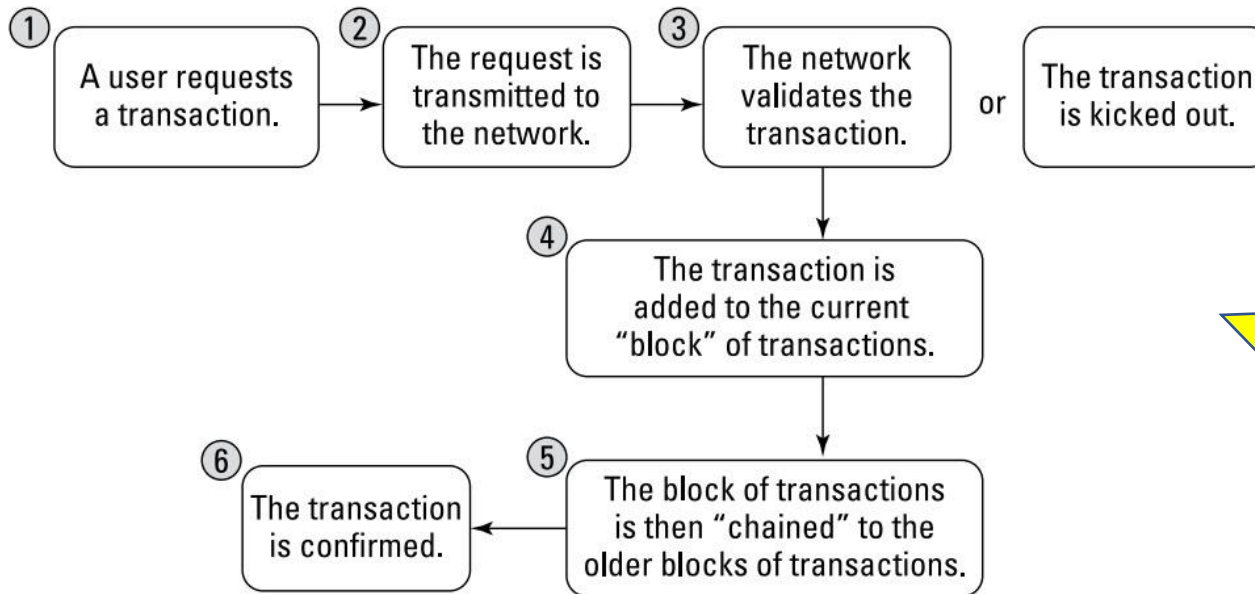 1
A user requests
a transaction.
2
The request is
transmitted to
the network.
3
The network
validates the
transaction.
or
The transaction
is kicked out.
4
The transaction is
added to the current
“block” of transactions.
5
The block of transactions
is then “chained” to the
older blocks of transactions.
6
The transaction
is confirmed.